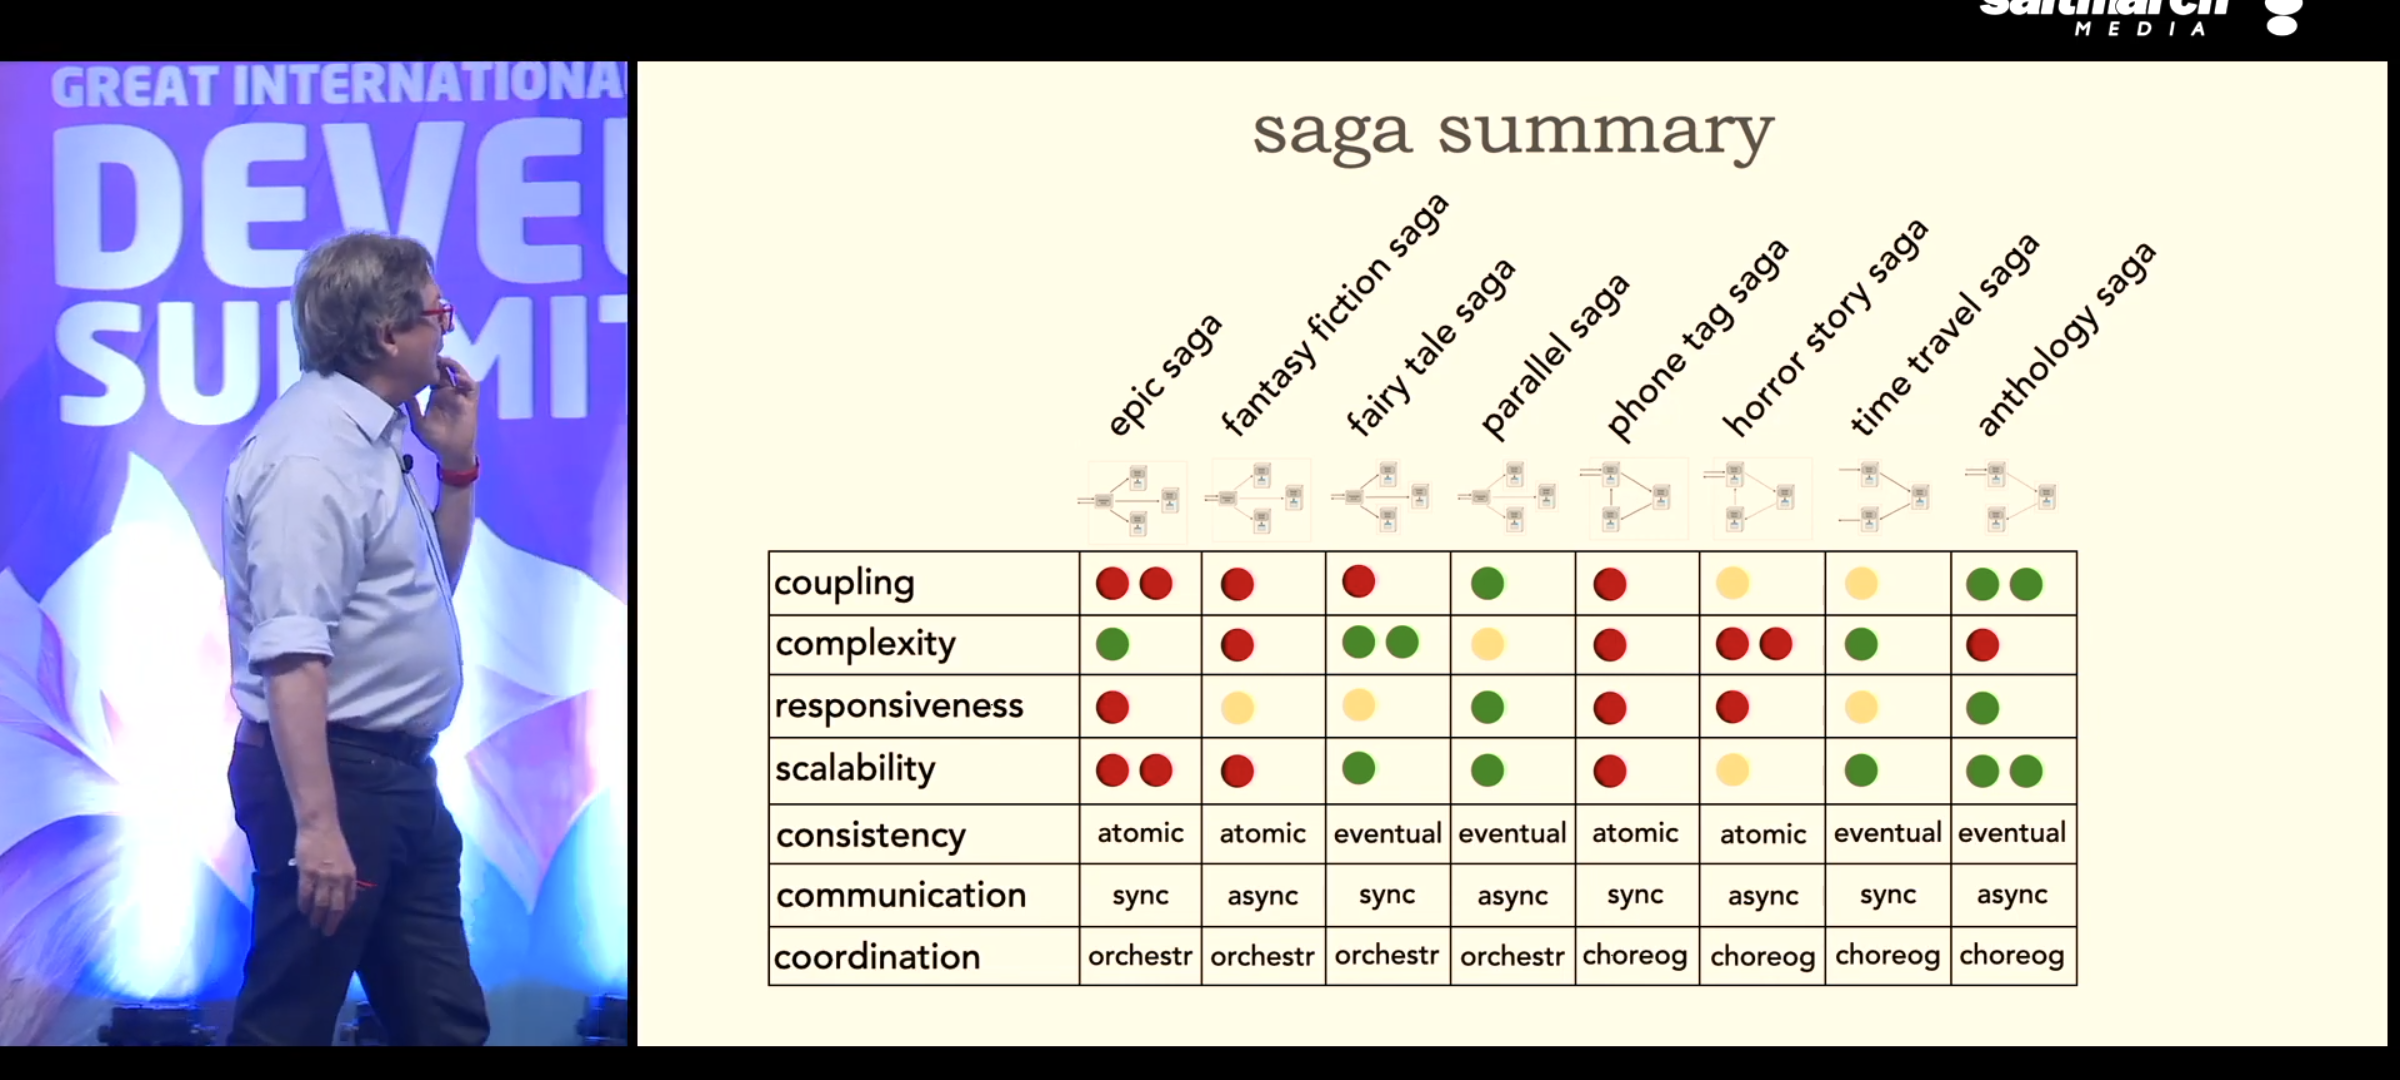 saltmarch
MEDIA
GREAT INTERNATIONA
DEVEL
SUMMIT
saga summary
epic saga
fantasy fiction saga
fairy tale saga
parallel saga
phone tag saga
horror story saga
time travel saga
anthology saga
coupling
complexity
responsiveness
scalability
consistency atomic atomic eventual eventual atomic atomic eventual eventual
communication sync async sync async sync async sync async
coordination orchestr orchestr orchestr orchestr choreog choreog choreog choreog